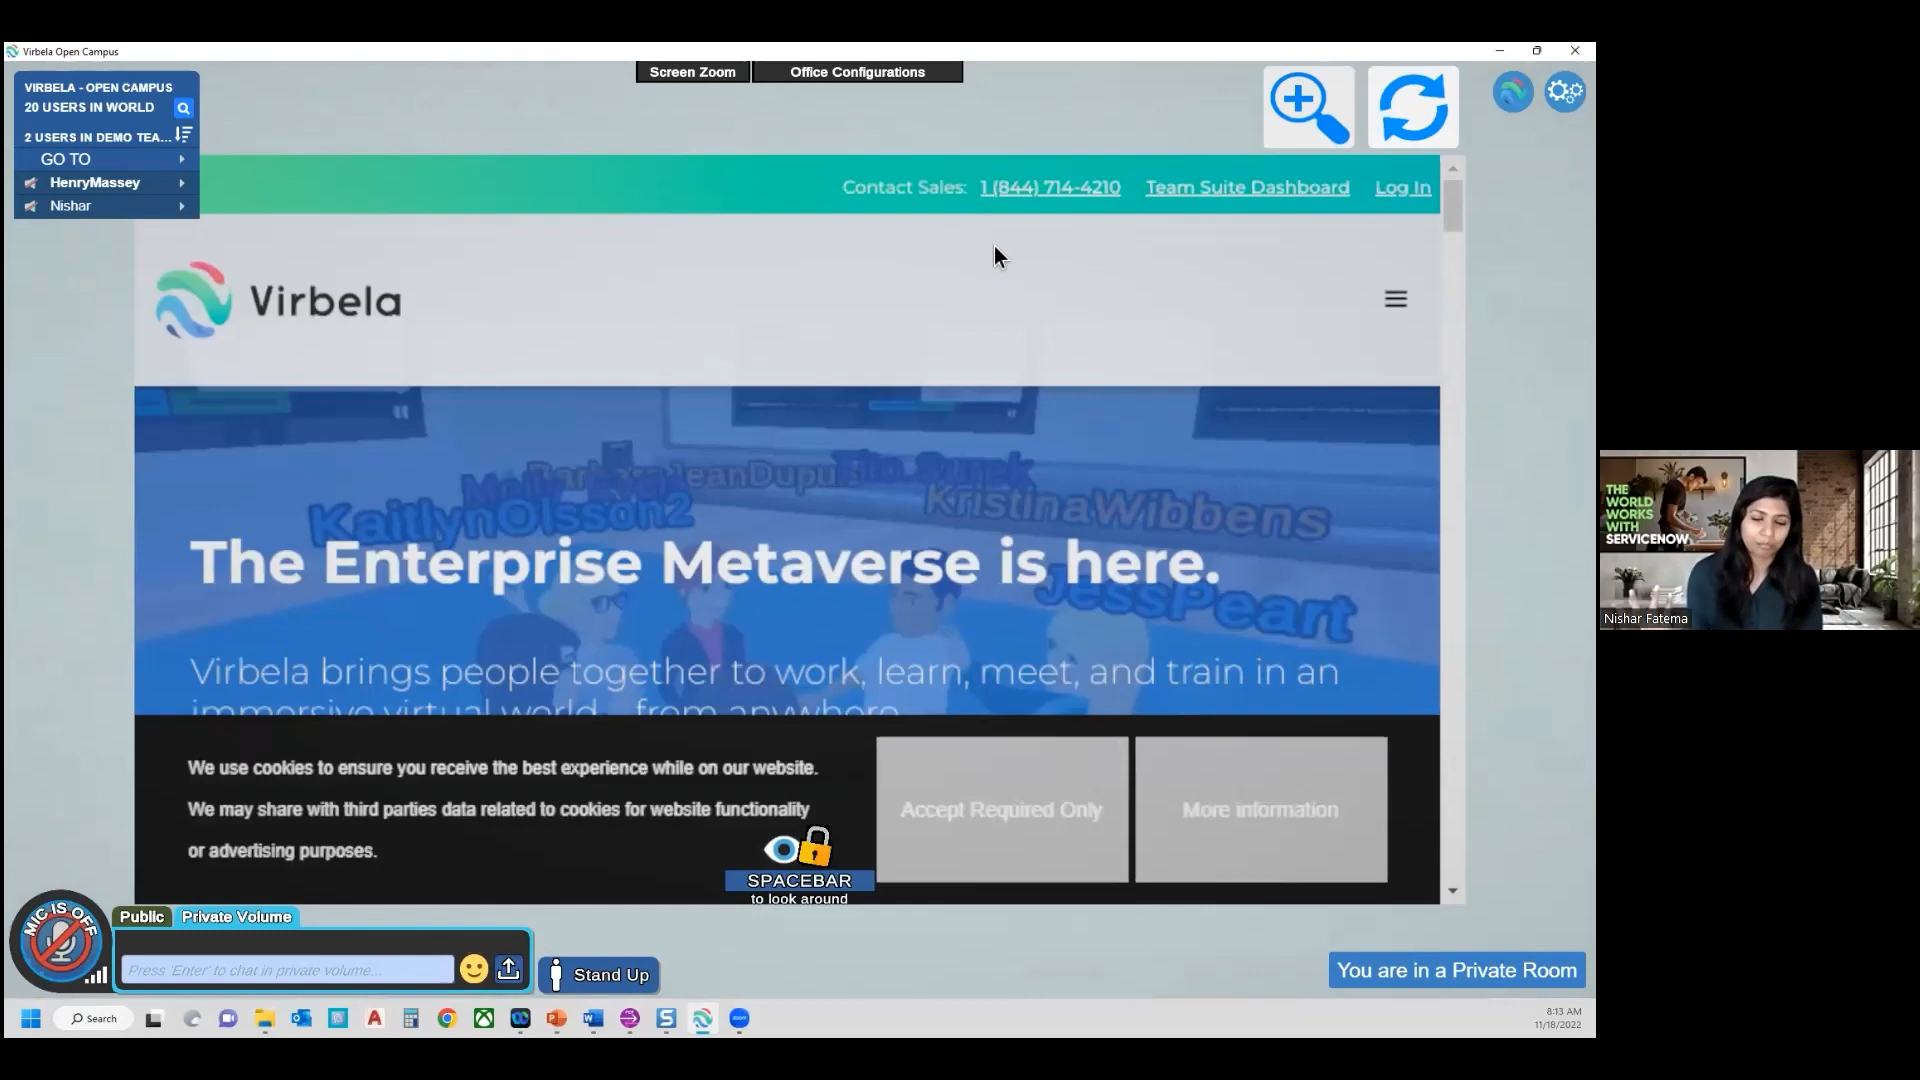 Virbela Open Campus
VIRBELA - OPEN CAMPUS
20 USERS IN WORLD
2 USERS IN DEMO TEA...
GO TO
HenryMassey
Nishar
Screen Zoom
Office Configurations
Contact Sales: 1 (844) 714-4210 Team Suite Dashboard Log In
Virbela
KaitlynOlsson2
KristinaWibbens
JessPeart
The Enterprise Metaverse is here.
Virbela brings people together to work, learn, meet, and train in an
immersive virtual world... from anywhere.
We use cookies to ensure you receive the best experience while on our website.
We may share with third parties data related to cookies for website functionality
or advertising purposes.
Accept Required Only
More information
SPACEBAR
to look around
MIC IS OFF
Public
Private Volume
Press 'Enter' to chat in private volume...
Stand Up
You are in a Private Room
Search
8:13 AM
11/18/2022
THE
WORLD
WORKS
WITH
SERVICENOW
Nishar Fatema